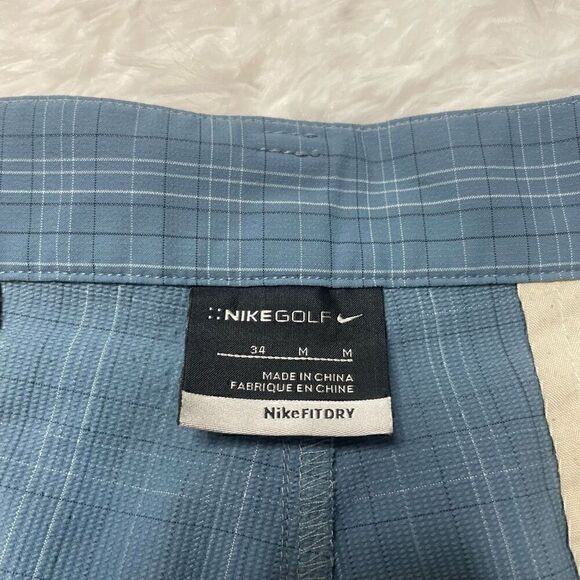 NIKEGOLF
34 M M
MADE IN CHINA
FABRIQUE EN CHINE
NikeFITDRY